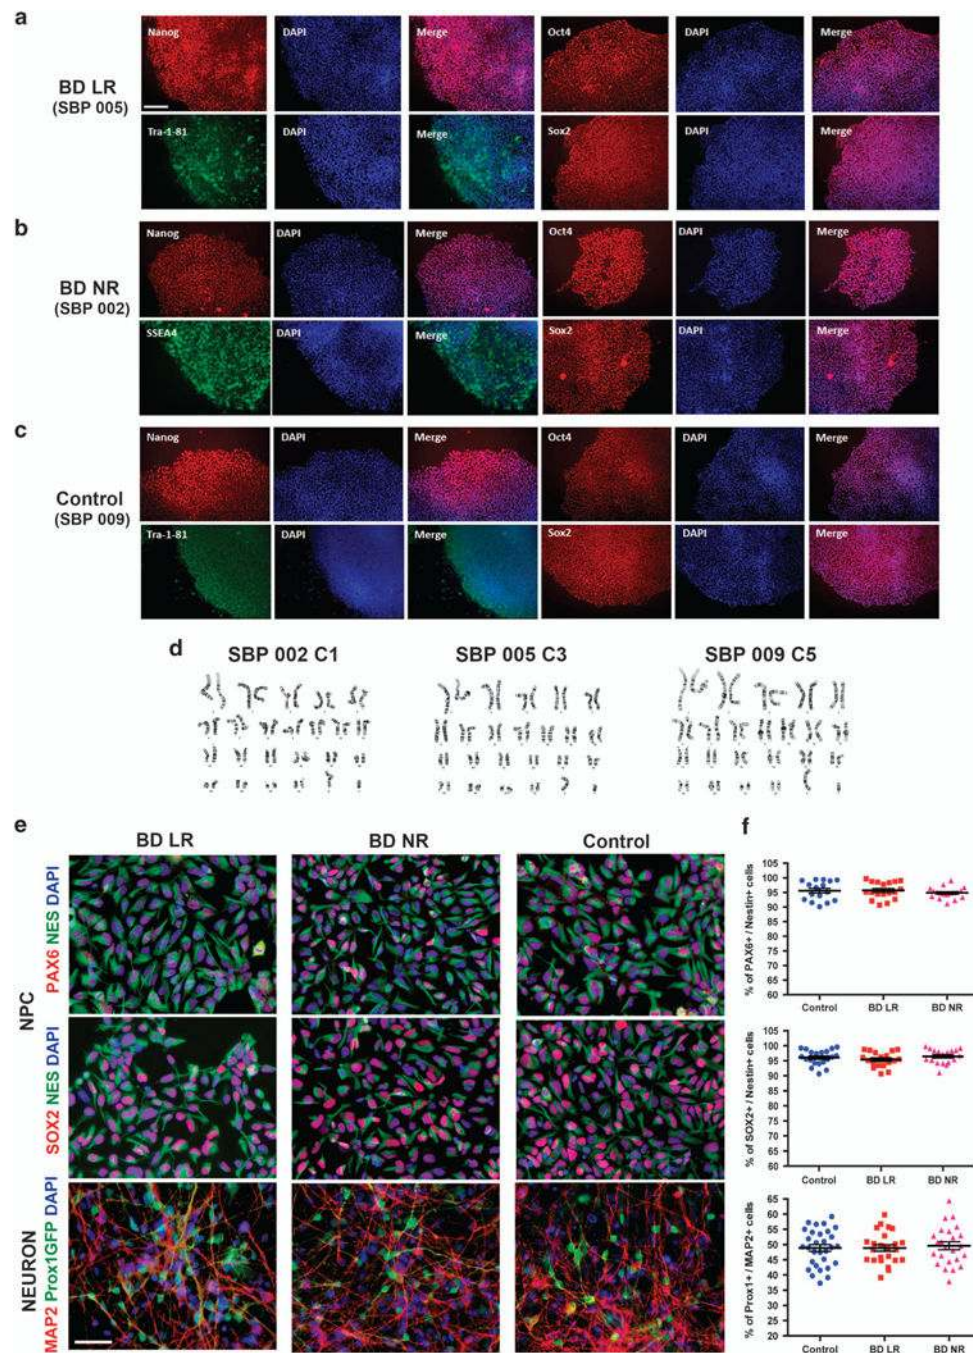 a
BD LR
(SBP 005)
Nanog DAPI Merge Oct4 DAPI Merge
Tra-1-81 DAPI Merge Sox2 DAPI Merge
b
BD NR
(SBP 002)
Nanog DAPI Merge Oct4 DAPI Merge
SSEA4 DAPI Merge Sox2 DAPI Merge
c
Control
(SBP 009)
Nanog DAPI Merge Oct4 DAPI Merge
Tra-1-81 DAPI Merge Sox2 DAPI Merge
d
SBP 002 C1 SBP 005 C3 SBP 009 C5
e
BD LR BD NR Control
NPC
PAX6 NES DAPI
SOX2 NES DAPI
NEURON
MAP2 Prox1GFP DAPI
f
% of PAX6+ / Nestin+ cells
105
100
95
90
85
80
75
70
65
60
Control BD LR BD NR
% of SOX2+ / Nestin+ cells
105
100
95
90
85
80
75
70
65
60
Control BD LR BD NR
% of Prox1+ / MAP2+ cells
65
60
55
50
45
40
35
30
25
20
Control BD LR BD NR